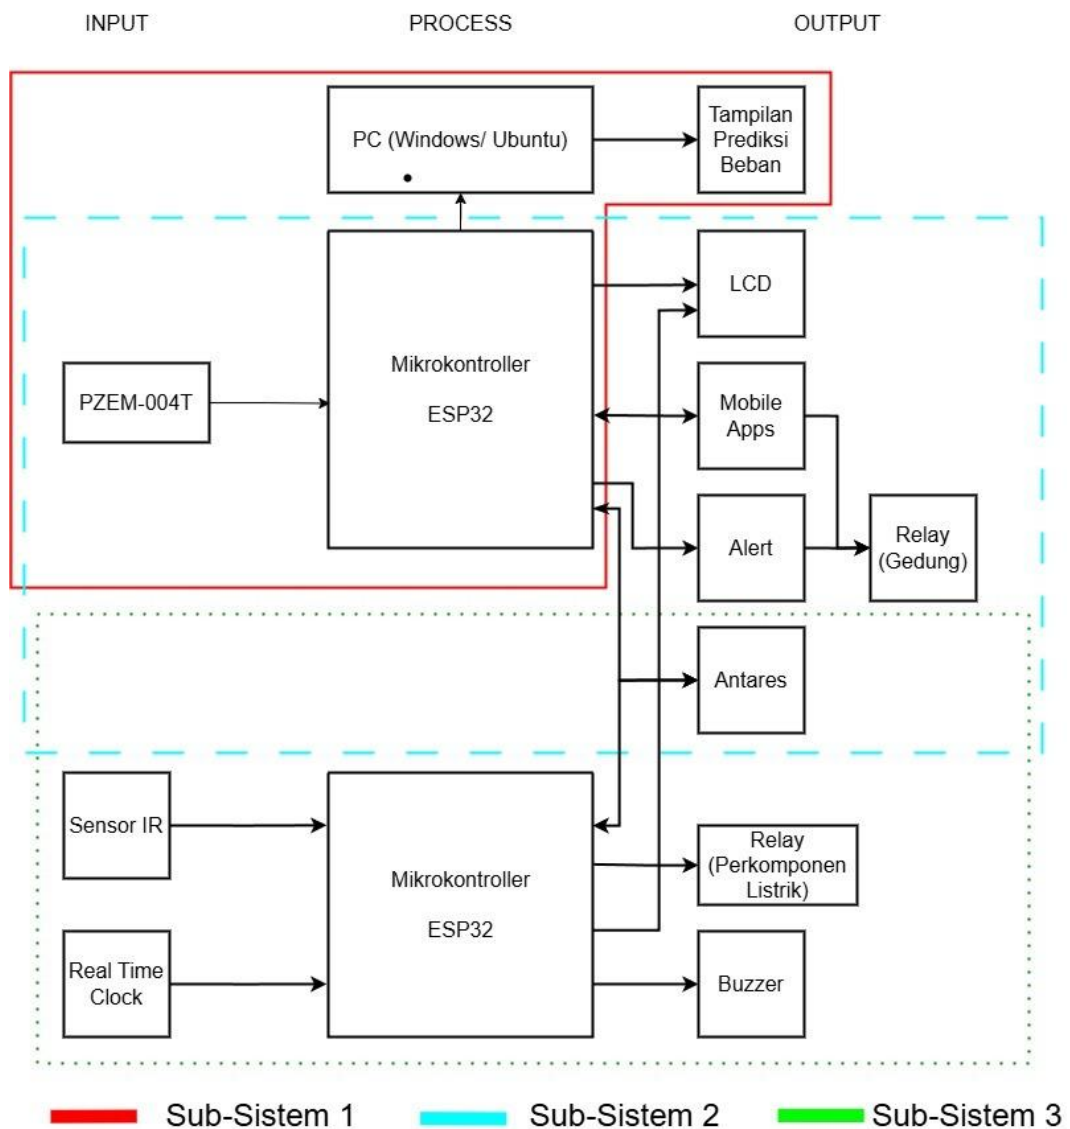 INPUT
PROCESS
OUTPUT
PC (Windows/ Ubuntu)
Tampilan
Prediksi
Beban
PZEM-004T
Mikrokontroller
ESP32
LCD
Mobile
Apps
Alert
Relay
(Gedung)
Antares
Sensor IR
Real Time
Clock
Mikrokontroller
ESP32
Relay
(Perkomponen
Listrik)
Buzzer
Sub-Sistem 1
Sub-Sistem 2
Sub-Sistem 3